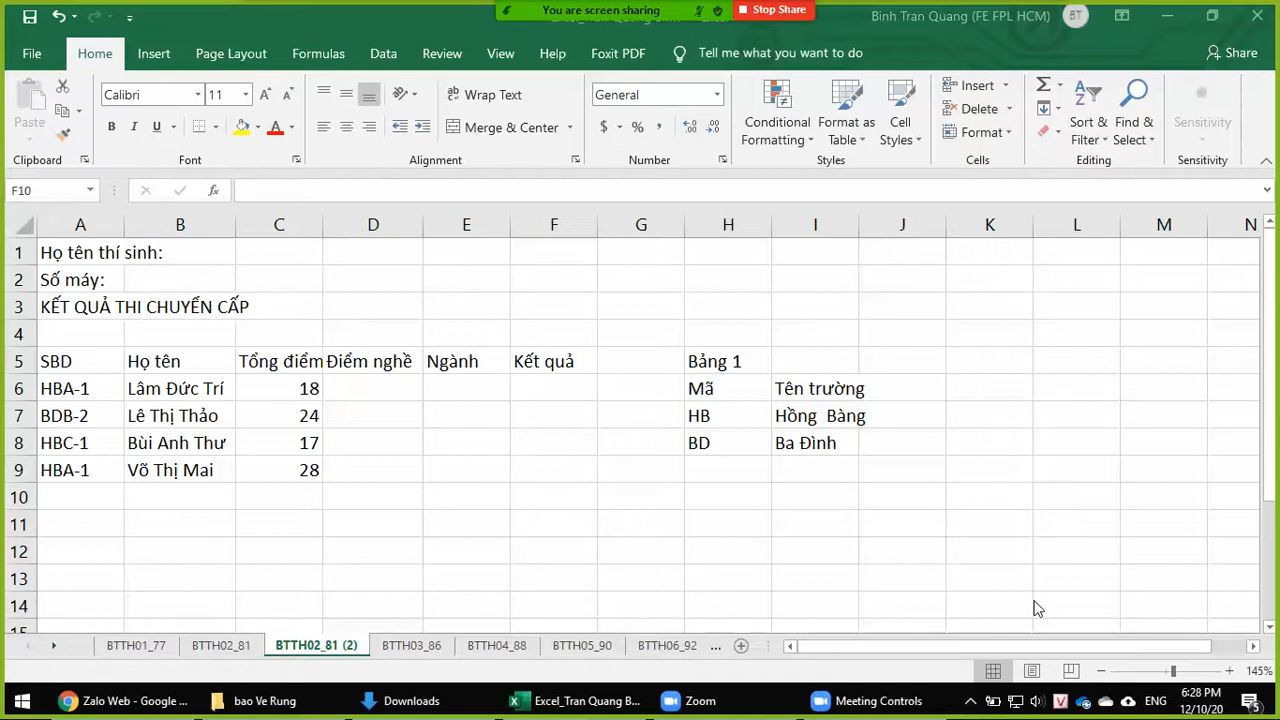 You are sharing screen sharing
Stop Share
Binh Tran Quang (FE FPL HCM)
BT
File Home Insert Page Layout Formulas Data Review View Help Foxit PDF Tell me what you want to do Share
Paste
Calibri 11
B I U
Wrap Text
Merge & Center
General
$ % ,
Conditional Formatting
Format as Table
Cell Styles
Insert
Delete
Format
Sort & Filter
Find & Select
Sensitivity
Clipboard Font Alignment Number Styles Cells Editing Sensitivity
F10 fx
A B C D E F G H I J K L M N
1 Họ tên thí sinh:
2 Số máy:
3 KẾT QUẢ THI CHUYỂN CẤP
4
5 SBD Họ tên Tổng điểm Điểm nghề Ngành Kết quả Bảng 1
6 HBA-1 Lâm Đức Trí 18 Mã Tên trường
7 BDB-2 Lê Thị Thảo 24 HB Hồng Bàng
8 HBC-1 Bùi Anh Thư 17 BD Ba Đình
9 HBA-1 Võ Thị Mai 28
10
11
12
13
14
BTTH01_77 BTTH02_81 BTTH02_81 (2) BTTH03_86 BTTH04_88 BTTH05_90 BTTH06_92 ...
145%
Zalo Web - Google ... bao Ve Rung Downloads Excel_Tran Quang B... Zoom Meeting Controls ENG
6:28 PM
12/10/20
5